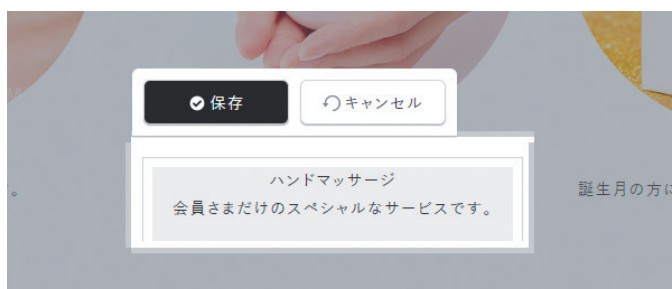 保存
キャンセル
ハンドマッサージ
会員さまだけのスペシャルなサービスです。
。
誕生月の方に